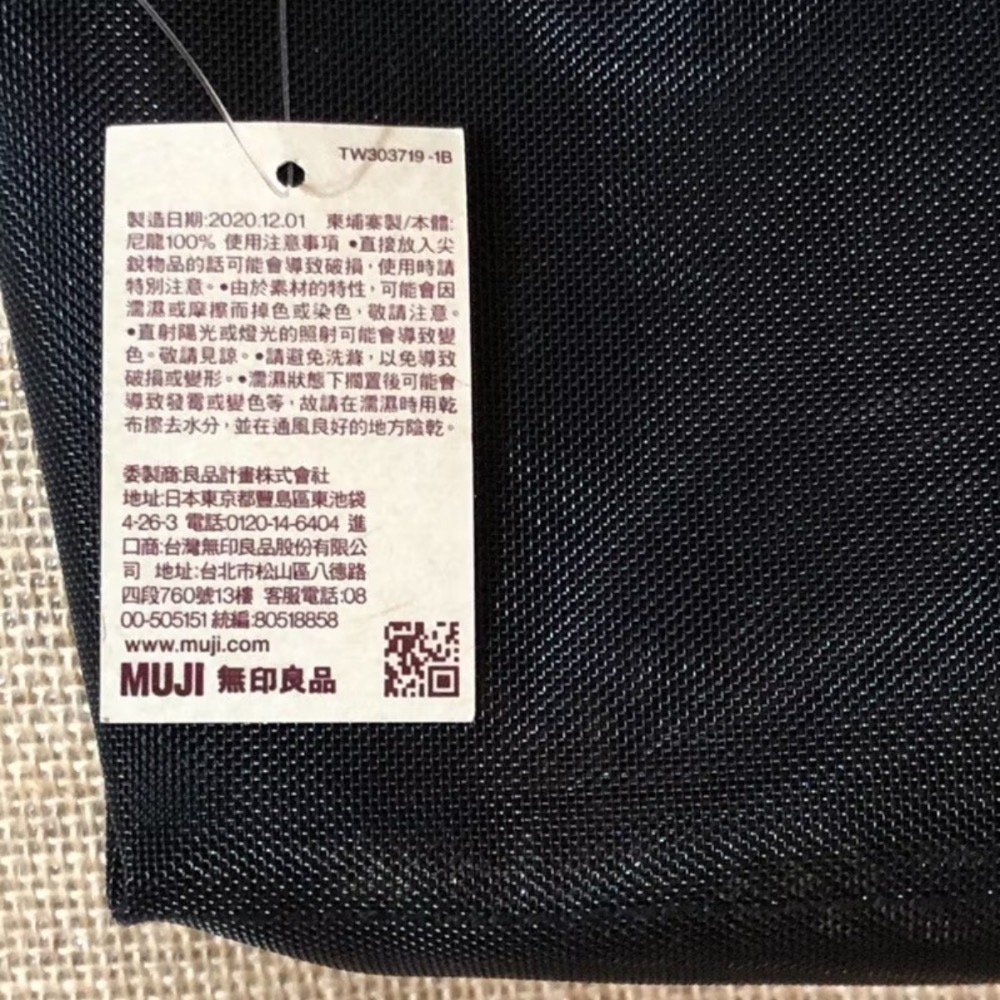 TW303719-1B
製造日期:2020.12.01 柬埔寨製/本體:
尼龍100% 使用注意事項 •直接放入尖
銳物品的話可能會導致破損，使用時請
特別注意。•由於素材的特性，可能會因
濡濕或摩擦而掉色或染色，敬請注意。
•直射陽光或燈光的照射可能會導致變
色。敬請見諒。•請避免洗滌，以免導致
破損或變形。•濡濕狀態下擱置後可能會
導致發霉或變色等，故請在濡濕時用乾
布擦去水分，並在通風良好的地方陰乾。
委製商:良品計畫株式會社
地址:日本東京都豐島區東池袋
4-26-3 電話:0120-14-6404 進
口商:台灣無印良品股份有限公
司 地址:台北市松山區八德路
四段760號13樓 客服電話:08
00-505151 統編:80518858
www.muji.com
MUJI 無印良品